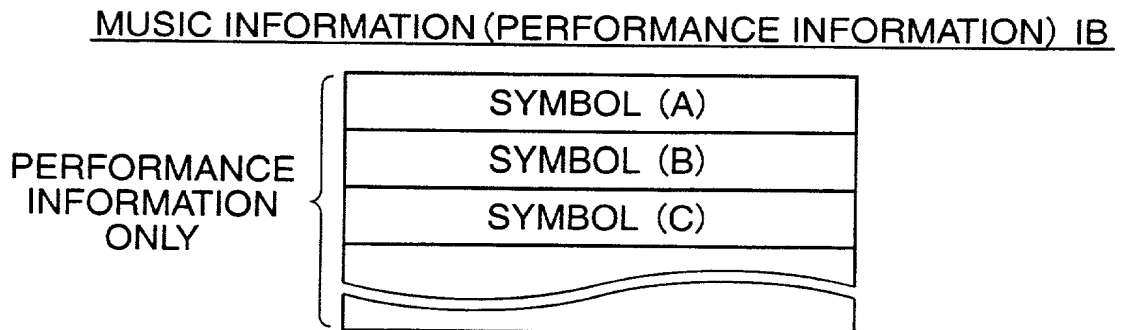 MUSIC INFORMATION (PERFORMANCE INFORMATION) IB
SYMBOL (A)
SYMBOL (B)
SYMBOL (C)
PERFORMANCE
INFORMATION
ONLY